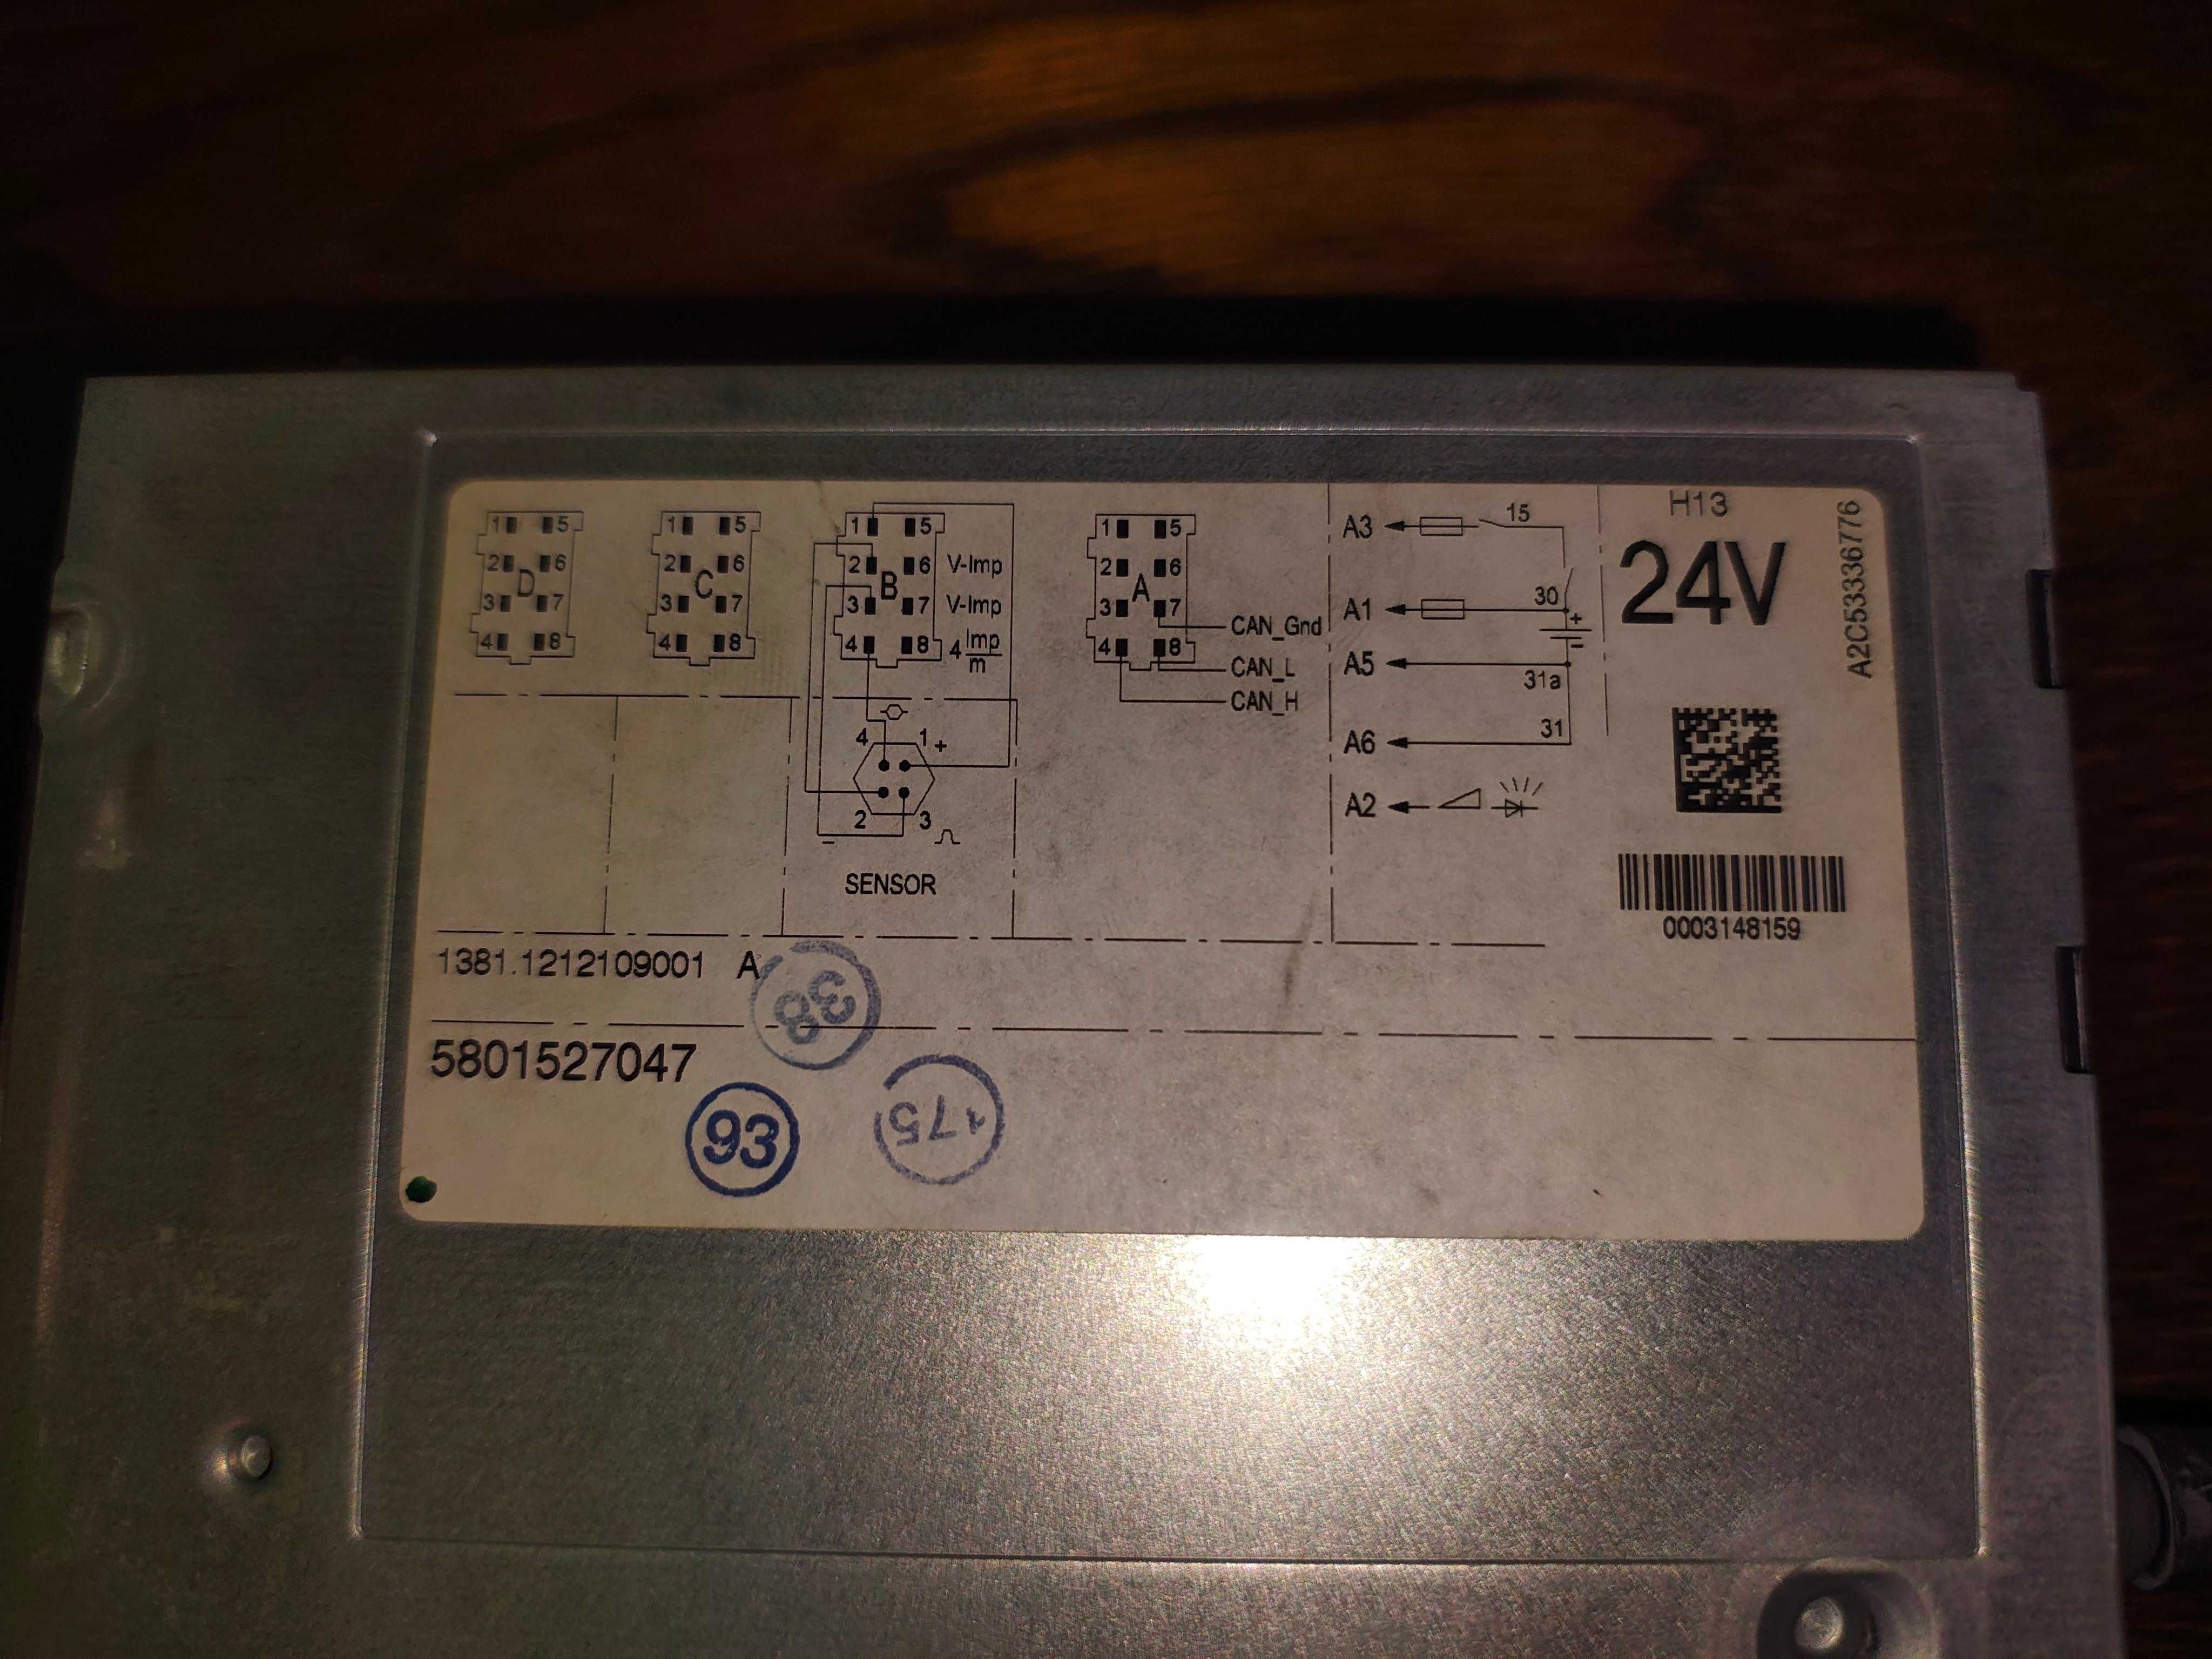 1 5
2 6
D
3 7
4 8
1 5
2 6
C
3 7
4 8
1 5
2 6 V-Imp
B
3 7 V-Imp
4 8 4 Imp
m
1 5
2 6
A
3 7
4 8
CAN_Gnd
CAN_L
CAN_H
4 1 +
2 3
-
SENSOR
A3 15
A1 30
+
-
A5 31a
A6 31
A2
H13
24V
A2C53336776
0003148159
1381.1212109001 A
38
5801527047
93
175